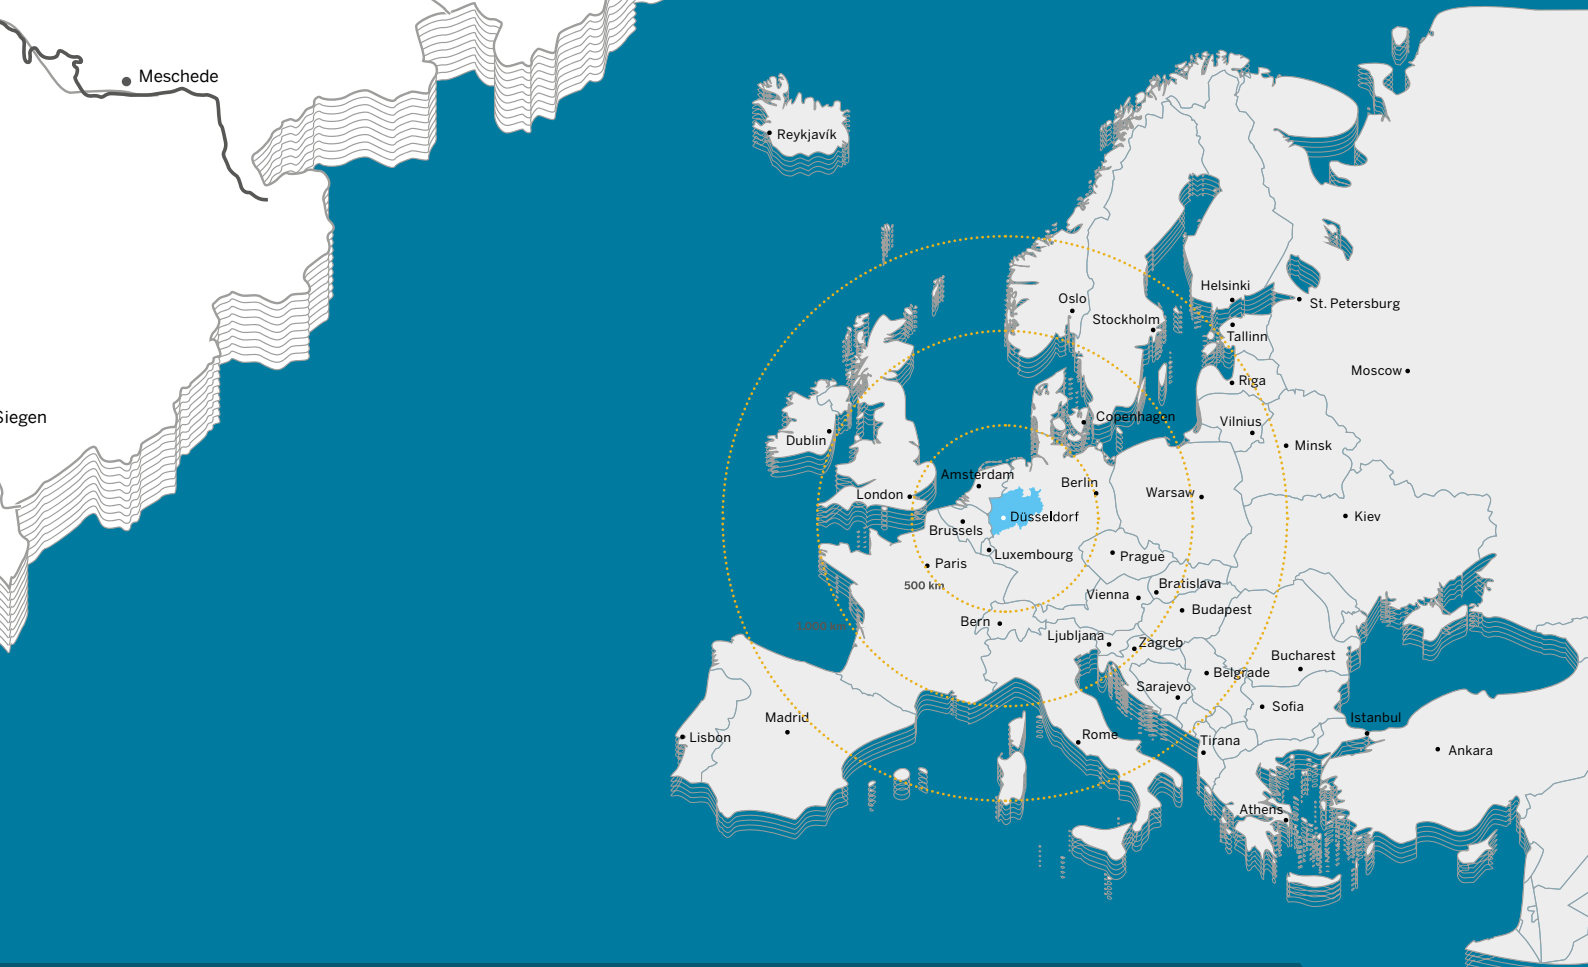 Meschede
Reykjavík
Siegen
Helsinki
Oslo
St. Petersburg
Stockholm
Tallinn
Moscow
Riga
Copenhagen
Vilnius
Dublin
Minsk
Amsterdam
Berlin
London
Warsaw
Düsseldorf
Kiev
Brussels
Luxembourg
Prague
Paris
500 km
Bratislava
Vienna
Budapest
Bern
1000 km
Ljubljana
Zagreb
Bucharest
Belgrade
Sarajevo
Sofia
Madrid
Istanbul
Lisbon
Rome
Tirana
Ankara
Athens